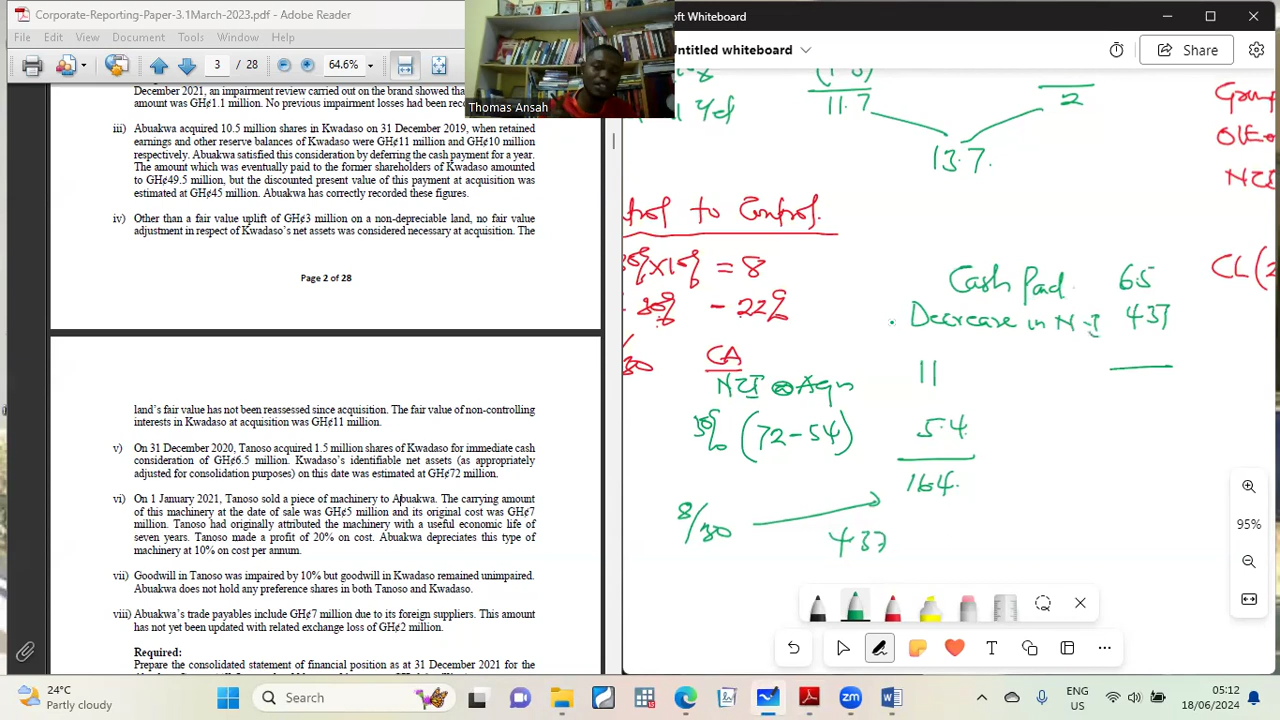 Corporate-Reporting-Paper-3.1March-2023.pdf - Adobe Reader
File Edit View Document Tools Window Help
3 / 28 64.6%
December 2021, an impairment review carried out on the brand showed that
amount was GH¢1.1 million. No previous impairment losses had been rec
iii) Abuakwa acquired 10.5 million shares in Kwadaso on 31 December 2019, when retained
earnings and other reserve balances of Kwadaso were GH¢11 million and GH¢10 million
respectively. Abuakwa satisfied this consideration by deferring the cash payment for a year.
The amount which was eventually paid to the former shareholders of Kwadaso amounted
to GH¢49.5 million, but the discounted present value of this payment at acquisition was
estimated at GH¢45 million. Abuakwa has correctly recorded these figures.
iv) Other than a fair value uplift of GH¢3 million on a non-depreciable land, no fair value
adjustment in respect of Kwadaso's net assets was considered necessary at acquisition. The
Page 2 of 28
land's fair value has not been reassessed since acquisition. The fair value of non-controlling
interests in Kwadaso at acquisition was GH¢11 million.
v) On 31 December 2020, Tanoso acquired 1.5 million shares of Kwadaso for immediate cash
consideration of GH¢6.5 million. Kwadaso's identifiable net assets (as appropriately
adjusted for consolidation purposes) on this date was estimated at GH¢72 million.
vi) On 1 January 2021, Tanoso sold a piece of machinery to Abuakwa. The carrying amount
of this machinery at the date of sale was GH¢5 million and its original cost was GH¢7
million. Tanoso had originally attributed the machinery with a useful economic life of
seven years. Tanoso made a profit of 20% on cost. Abuakwa depreciates this type of
machinery at 10% on cost per annum.
vii) Goodwill in Tanoso was impaired by 10% but goodwill in Kwadaso remained unimpaired.
Abuakwa does not hold any preference shares in both Tanoso and Kwadaso.
viii) Abuakwa's trade payables include GH¢7 million due to its foreign suppliers. This amount
has not yet been updated with related exchange loss of GH¢2 million.
Required:
Prepare the consolidated statement of financial position as at 31 December 2021 for the
Thomas Ansah
oft Whiteboard
Untitled whiteboard
Share
11.7
2
13.7.
Group
NCI
trol to Control.
= 8
- 22%
CL(2
Cash Paid 6.5
Decrease in N-I 437
CA
NCI Aqn 11
30% (72-54) 5.4
16.4.
8/30
437
95%
T
24°C
Partly cloudy
Search
zm
ENG
US
05:12
18/06/2024